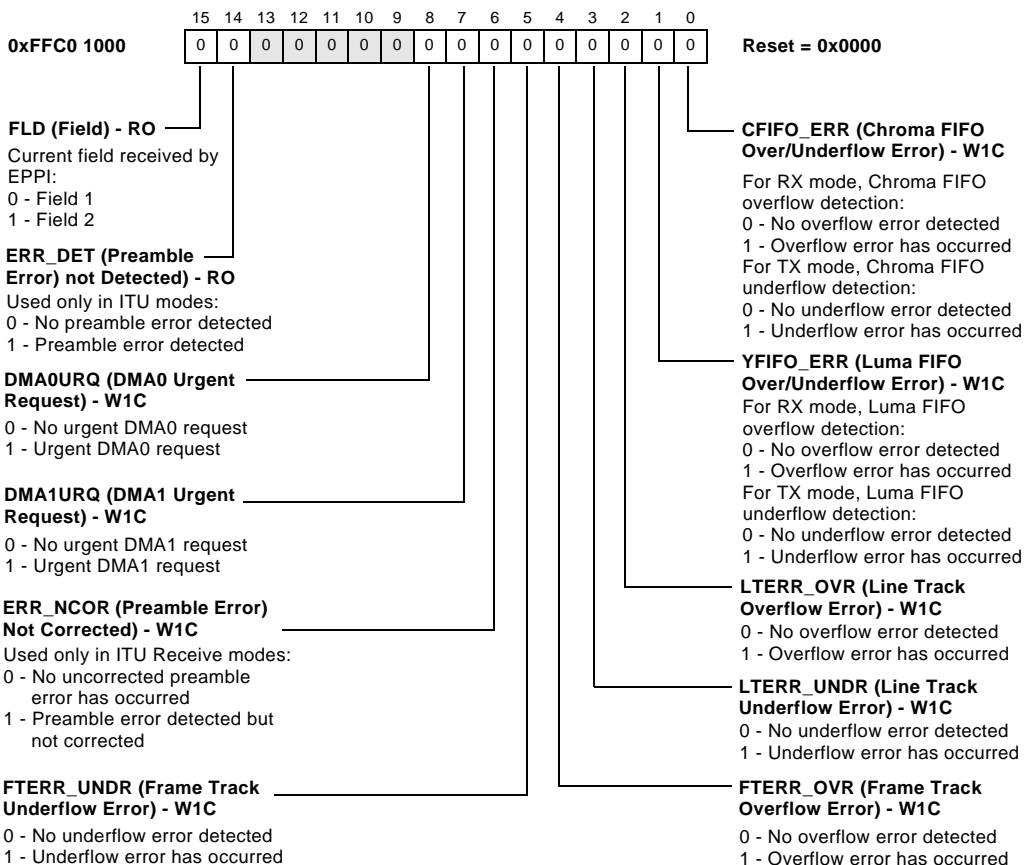 15 14 13 12 11 10 9 8 7 6 5 4 3 2 1 0
0xFFC0 1000
0 0 0 0 0 0 0 0 0 0 0 0 0 0 0 0
Reset = 0x0000
FLD (Field) - RO
Current field received by
EPPI:
0 - Field 1
1 - Field 2
ERR_DET (Preamble
Error) not Detected) - RO
Used only in ITU modes:
0 - No preamble error detected
1 - Preamble error detected
DMA0URQ (DMA0 Urgent
Request) - W1C
0 - No urgent DMA0 request
1 - Urgent DMA0 request
DMA1URQ (DMA1 Urgent
Request) - W1C
0 - No urgent DMA1 request
1 - Urgent DMA1 request
ERR_NCOR (Preamble Error)
Not Corrected) - W1C
Used only in ITU Receive modes:
0 - No uncorrected preamble
error has occurred
1 - Preamble error detected but
not corrected
FTERR_UNDR (Frame Track
Underflow Error) - W1C
0 - No underflow error detected
1 - Underflow error has occurred
CFIFO_ERR (Chroma FIFO
Over/Underflow Error) - W1C
For RX mode, Chroma FIFO
overflow detection:
0 - No overflow error detected
1 - Overflow error has occurred
For TX mode, Chroma FIFO
underflow detection:
0 - No underflow error detected
1 - Underflow error has occurred
YFIFO_ERR (Luma FIFO
Over/Underflow Error) - W1C
For RX mode, Luma FIFO
overflow detection:
0 - No overflow error detected
1 - Overflow error has occurred
For TX mode, Luma FIFO
underflow detection:
0 - No underflow error detected
1 - Underflow error has occurred
LTERR_OVR (Line Track
Overflow Error) - W1C
0 - No overflow error detected
1 - Overflow error has occurred
LTERR_UNDR (Line Track
Underflow Error) - W1C
0 - No underflow error detected
1 - Underflow error has occurred
FTERR_OVR (Frame Track
Overflow Error) - W1C
0 - No overflow error detected
1 - Overflow error has occurred